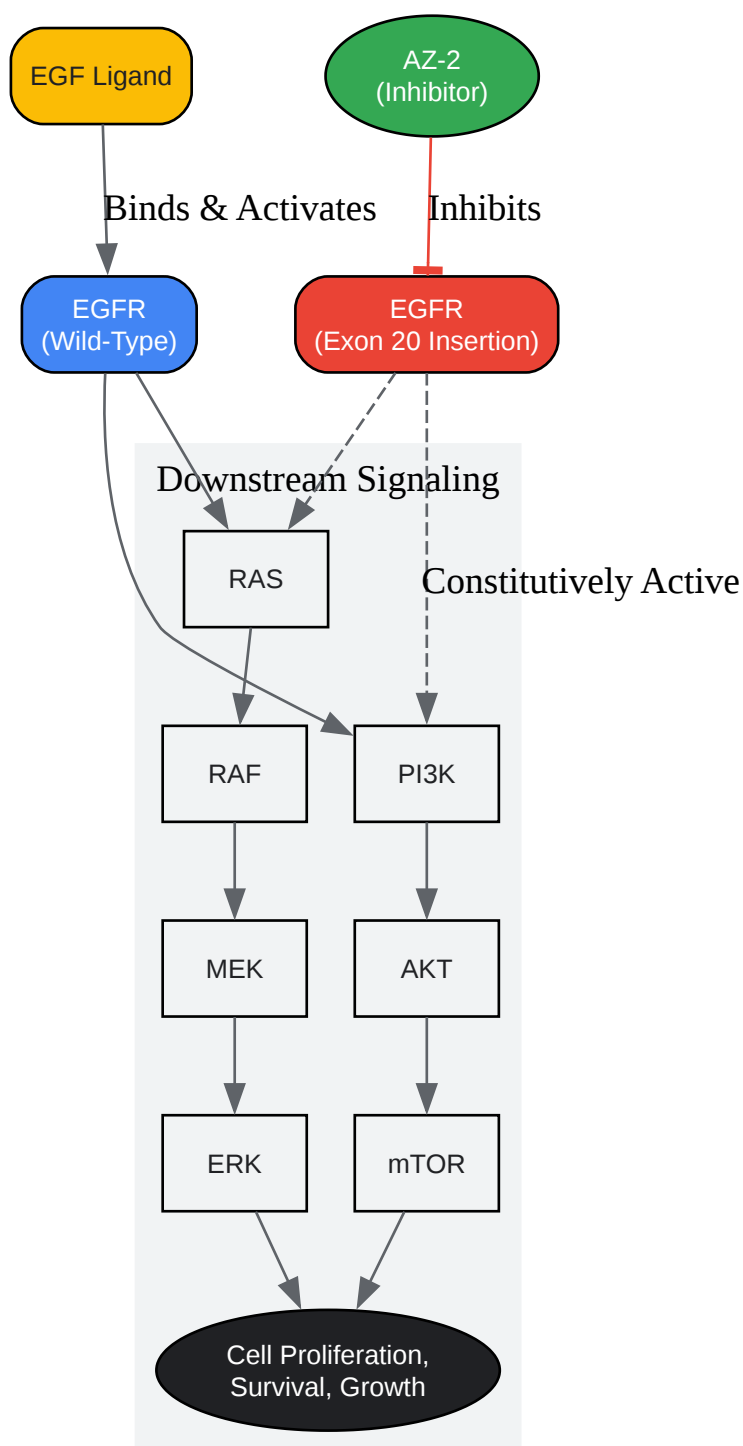 EGF Ligand
AZ-2
(Inhibitor)
Binds & Activates
Inhibits
EGFR
(Wild-Type)
EGFR
(Exon 20 Insertion)
Downstream Signaling
RAS
Constitutively Active
RAF
PI3K
MEK
AKT
ERK
mTOR
Cell Proliferation,
Survival, Growth